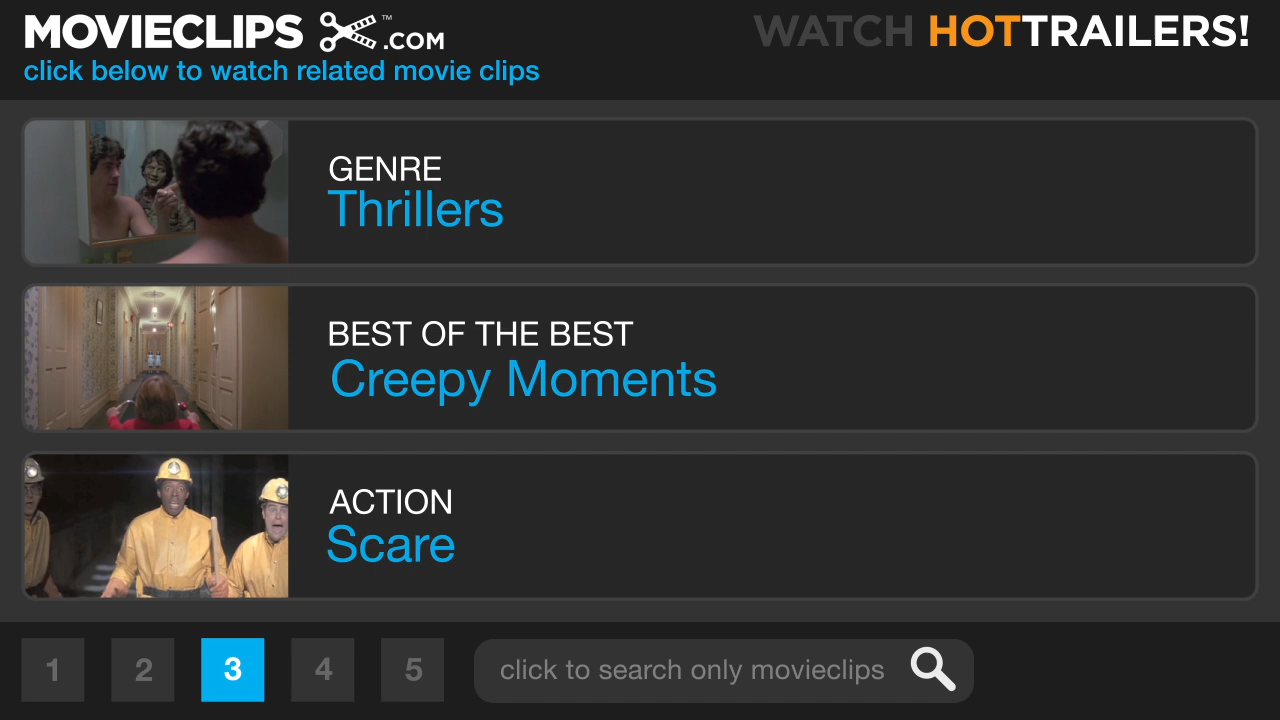 MOVIECLIPS ™ .COM
WATCH HOTTRAILERS!
click below to watch related movie clips
GENRE
Thrillers
BEST OF THE BEST
Creepy Moments
ACTION
Scare
1 2 3 4 5 click to search only movieclips